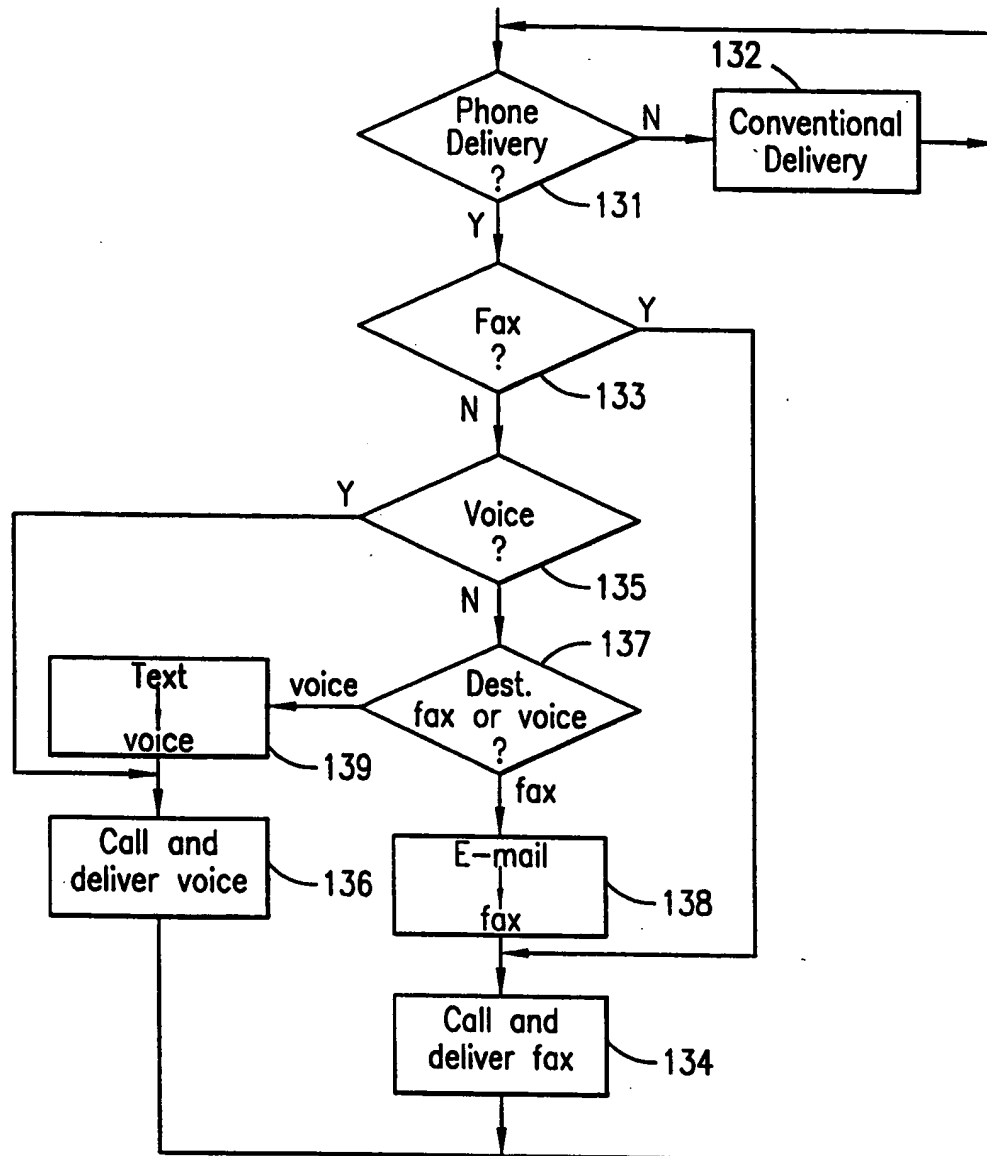 132
Phone
Delivery
?
N
Conventional
Delivery
131
Y
Fax
?
Y
133
N
Y
Voice
?
135
N
137
Text
voice
voice
Dest.
fax or voice
?
139
fax
Call and
deliver voice
136
E-mail
fax
138
Call and
deliver fax
134